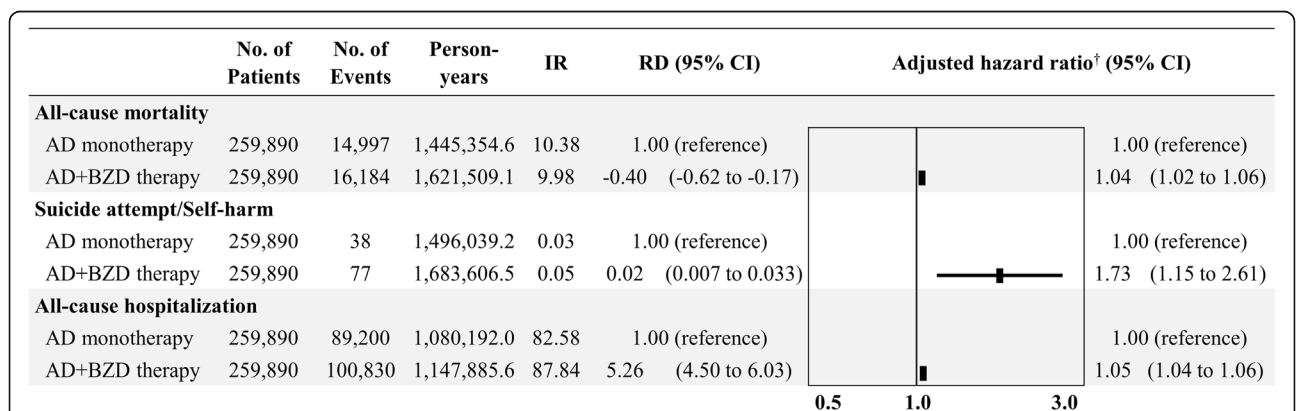 No. of Patients No. of Events Person-years IR RD (95% CI) Adjusted hazard ratio† (95% CI)
All-cause mortality
AD monotherapy 259,890 14,997 1,445,354.6 10.38 1.00 (reference) 1.00 (reference)
AD+BZD therapy 259,890 16,184 1,621,509.1 9.98 -0.40 (-0.62 to -0.17) 1.04 (1.02 to 1.06)
Suicide attempt/Self-harm
AD monotherapy 259,890 38 1,496,039.2 0.03 1.00 (reference) 1.00 (reference)
AD+BZD therapy 259,890 77 1,683,606.5 0.05 0.02 (0.007 to 0.033) 1.73 (1.15 to 2.61)
All-cause hospitalization
AD monotherapy 259,890 89,200 1,080,192.0 82.58 1.00 (reference) 1.00 (reference)
AD+BZD therapy 259,890 100,830 1,147,885.6 87.84 5.26 (4.50 to 6.03) 1.05 (1.04 to 1.06)
0.5 1.0 3.0